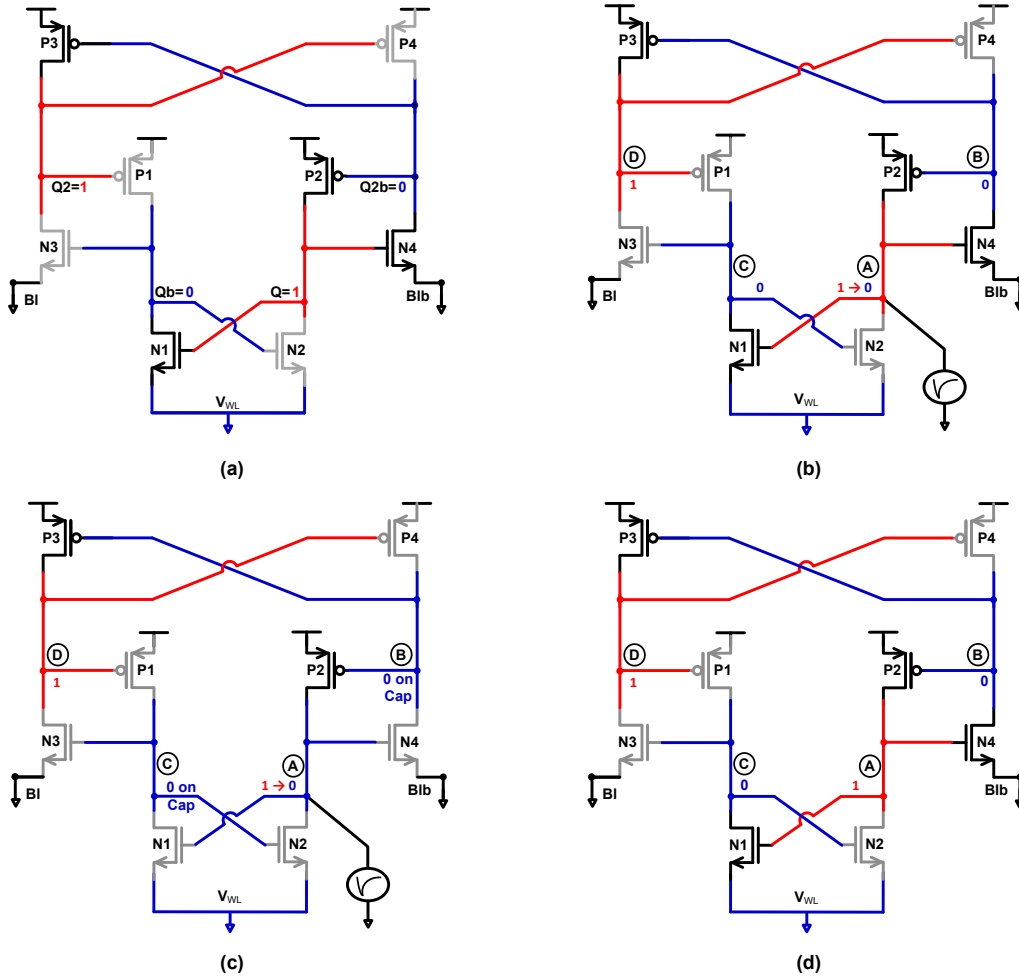 P3
P4
P1
P2
Q2=1
Q2b=0
N3
N4
Bl
Blb
Qb=0
Q=1
N1
N2
VWL
(a)
P3
P4
D
B
P1
P2
1
0
N3
N4
C
A
Bl
Blb
0
1→0
N1
N2
VWL
(b)
P3
P4
D
B
P1
P2
1
0 on
Cap
N3
N4
C
A
Bl
Blb
0 on
Cap
1→0
N1
N2
VWL
(c)
P3
P4
D
B
P1
P2
1
0
N3
N4
C
A
Bl
Blb
0
1
N1
N2
VWL
(d)